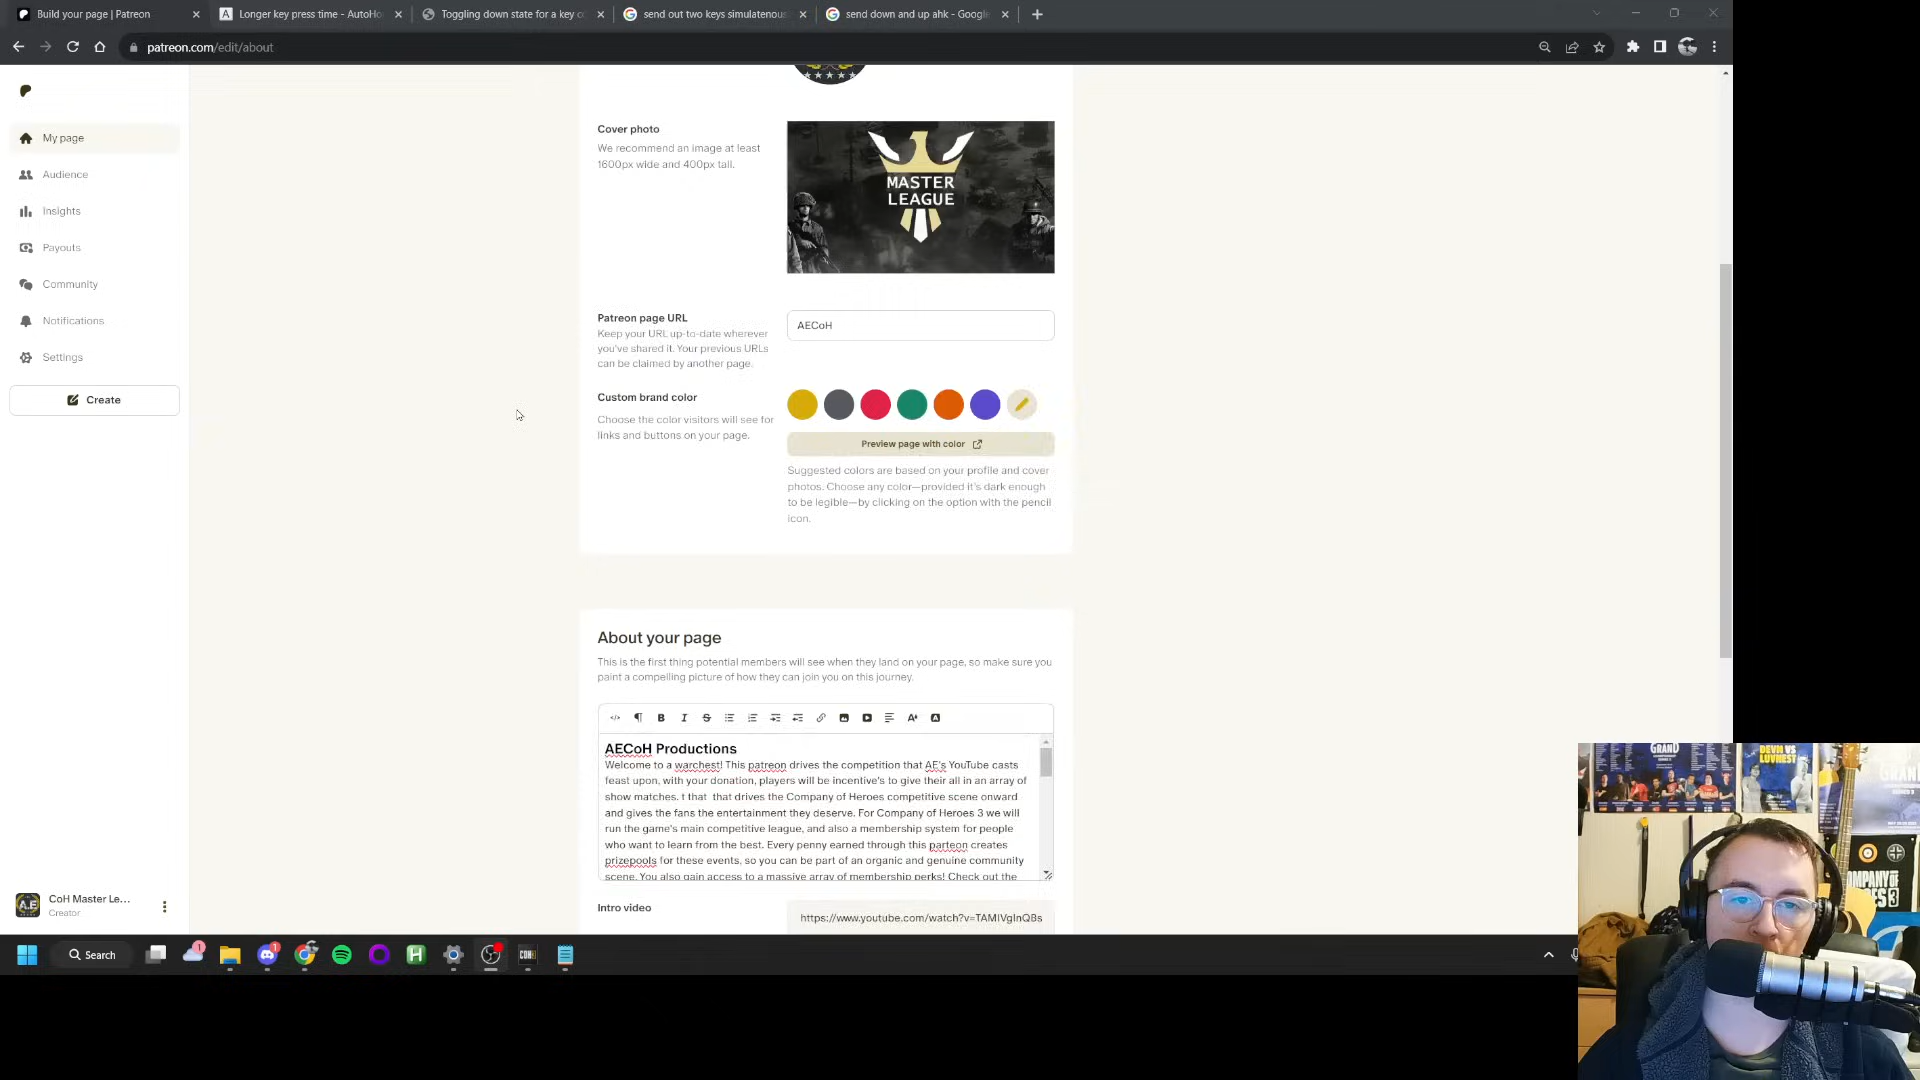 Build your page | Patreon
Longer key press time - AutoHo
Toggling down state for a key c
send out two keys simulatenous
send down and up ahk - Google
patreon.com/edit/about
My page
Audience
Insights
Payouts
Community
Notifications
Settings
Create
Cover photo
We recommend an image at least
1600px wide and 400px tall.
MASTER
LEAGUE
Patreon page URL
Keep your URL up-to-date wherever
you've shared it. Your previous URLs
can be claimed by another page.
AECoH
Custom brand color
Choose the color visitors will see for
links and buttons on your page.
Preview page with color
Suggested colors are based on your profile and cover
photos. Choose any color—provided it's dark enough
to be legible—by clicking on the option with the pencil
icon.
About your page
This is the first thing potential members will see when they land on your page, so make sure you
paint a compelling picture of how they can join you on this journey.
AECoH Productions
Welcome to a warchest! This patreon drives the competition that AE's YouTube casts
feast upon, with your donation, players will be incentive's to give their all in an array of
show matches. t that  that drives the Company of Heroes competitive scene onward
and gives the fans the entertainment they deserve. For Company of Heroes 3 we will
run the game's main competitive league, and also a membership system for people
who want to learn from the best. Every penny earned through this parteon creates
prizepools for these events, so you can be part of an organic and genuine community
scene. You also gain access to a massive array of membership perks! Check out the
Intro video
https://www.youtube.com/watch?v=TAMIVgInQBs
CoH Master Le...
Creator
Search
1
1
GRAND
DEVM VS
LUVNEST
GRAND
COMPANY
HEROES
3